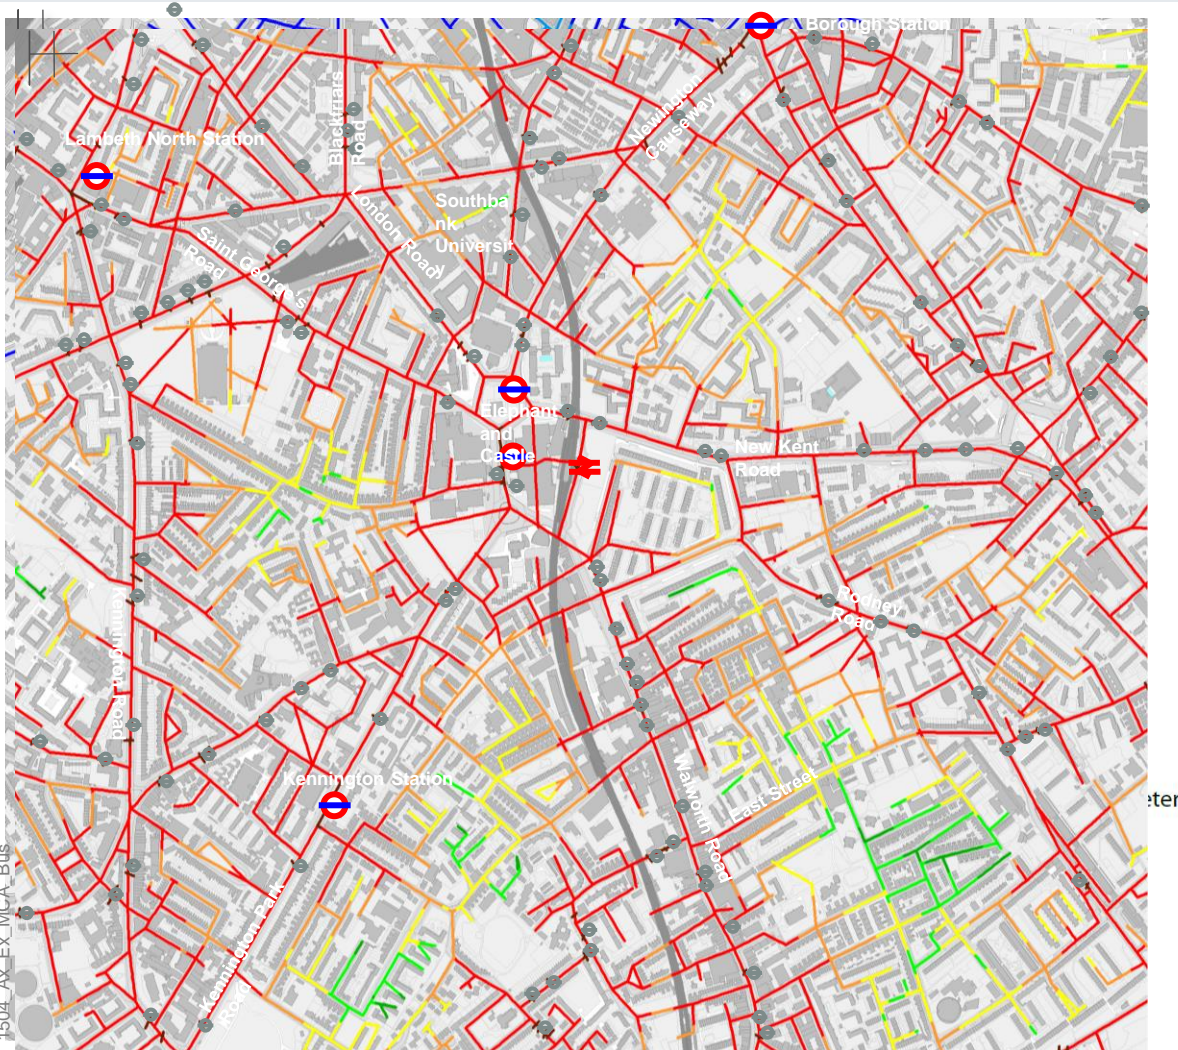 Borough Station
Blackfriars
Road
Newington
Causeway
Lambeth North Station
London Road
Southba
nk
Universit
y
Saint George's
Road
Elephant
and
Castle
New Kent
Road
Rodney
Road
Kennington Road
Kennington Station
Walworth Road
East Street
Kennington Park
Road
eter
1504_Ax_Ex_MCA_Bus